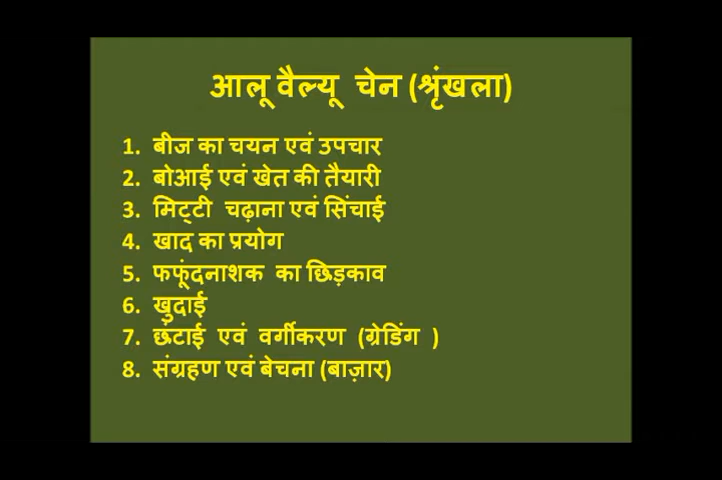 आलू वैल्यू चेन (श्रृंखला)
1. बीज का चयन एवं उपचार
2. बोआई एवं खेत की तैयारी
3. मिट्टी चढ़ाना एवं सिंचाई
4. खाद का प्रयोग
5. फफूंदनाशक का छिड़काव
6. खुदाई
7. छंटाई एवं वर्गीकरण (ग्रेडिंग )
8. संग्रहण एवं बेचना (बाज़ार)